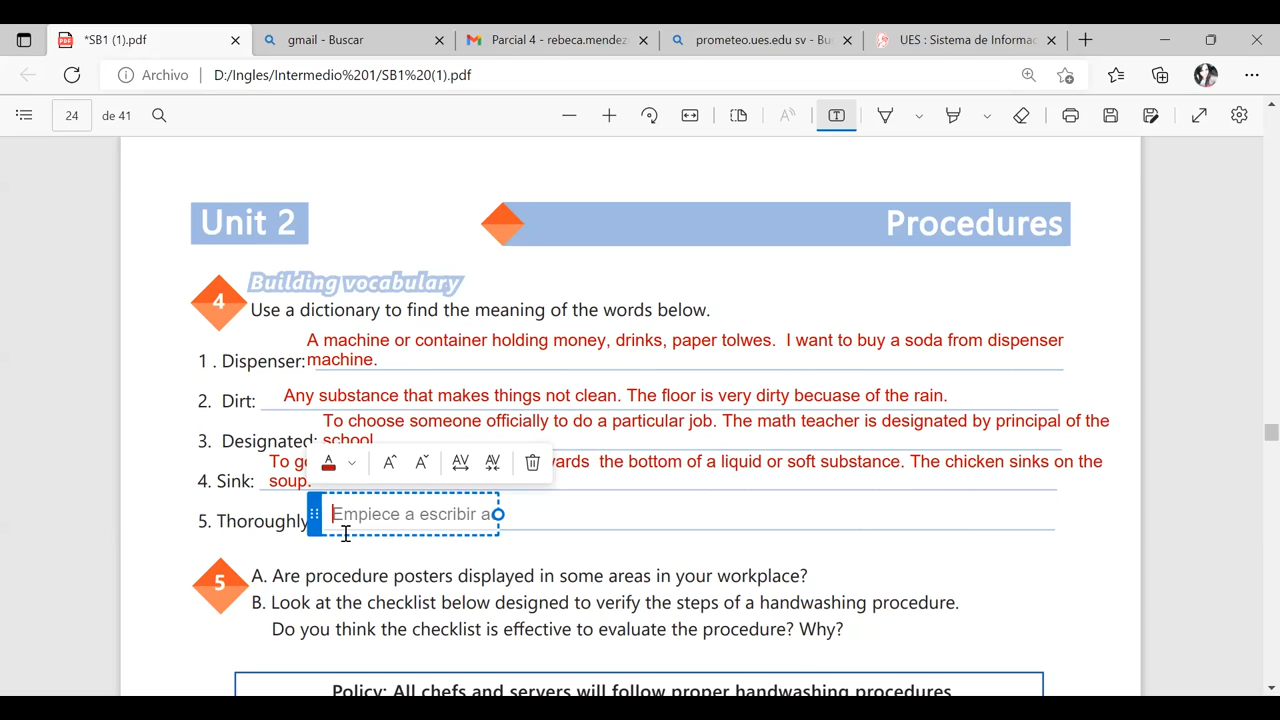 *SB1 (1).pdf
gmail - Buscar
Parcial 4 - rebeca.mendez
prometeo.ues.edu sv - Bu
UES : Sistema de Informac
Archivo
D:/Ingles/Intermedio%201/SB1%20(1).pdf
24
de 41
Unit 2
Procedures
4
Building vocabulary
Use a dictionary to find the meaning of the words below.
A machine or container holding money, drinks, paper tolwes. I want to buy a soda from dispenser
1 . Dispenser: machine.
2. Dirt: Any substance that makes things not clean. The floor is very dirty becuase of the rain.
To choose someone officially to do a particular job. The math teacher is designated by principal of the
3. Designated: school
To g wards the bottom of a liquid or soft substance. The chicken sinks on the
4. Sink: soup.
5. Thoroughly Empiece a escribir a
5
A. Are procedure posters displayed in some areas in your workplace?
B. Look at the checklist below designed to verify the steps of a handwashing procedure.
Do you think the checklist is effective to evaluate the procedure? Why?
Policy: All chefs and servers will follow proper handwashing procedures